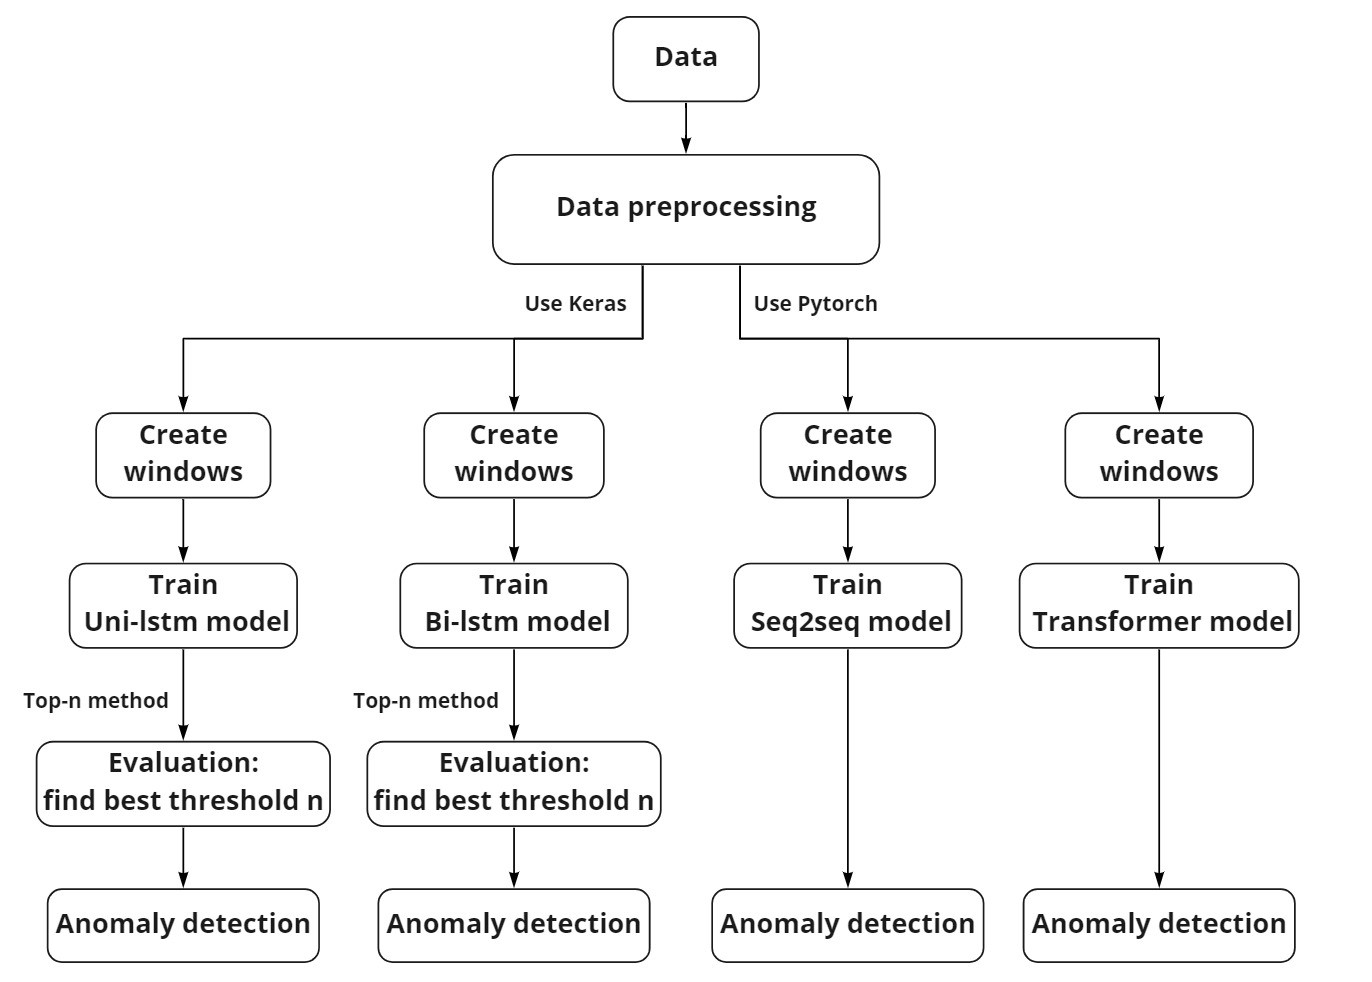 Data
Data preprocessing
Use Keras
Use Pytorch
Create
windows
Create
windows
Create
windows
Create
windows
Train
Uni-lstm model
Train
Bi-lstm model
Train
Seq2seq model
Train
Transformer model
Top-n method
Top-n method
Evaluation:
find best threshold n
Evaluation:
find best threshold n
Anomaly detection
Anomaly detection
Anomaly detection
Anomaly detection